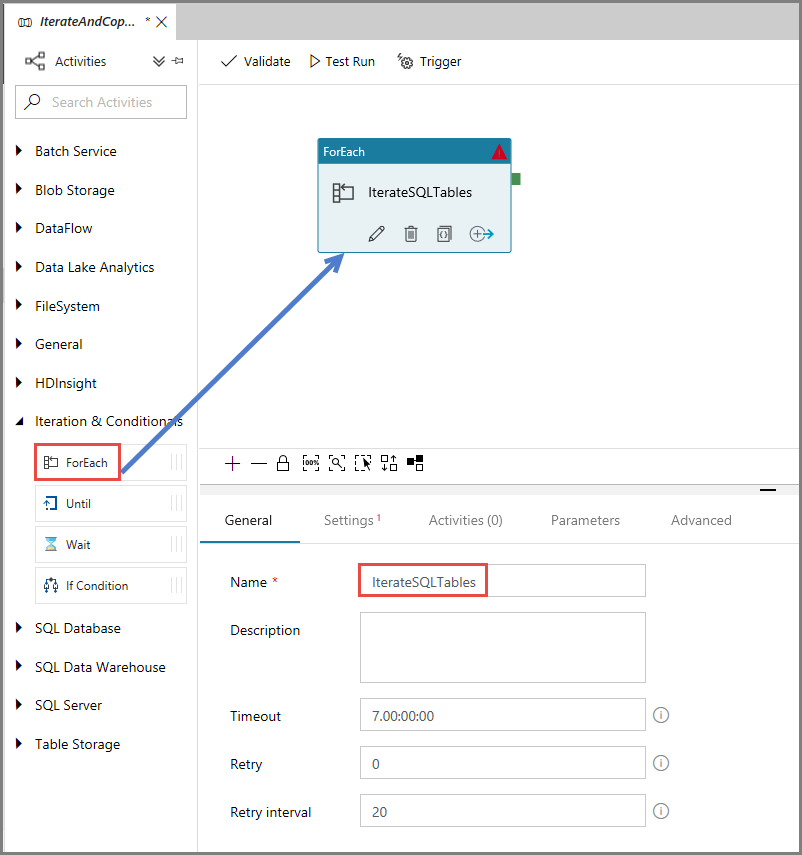 IterateAndCop... *
Activities
Search Activities
Batch Service
Blob Storage
DataFlow
Data Lake Analytics
FileSystem
General
HDInsight
Iteration & Conditionals
ForEach
Until
Wait
If Condition
SQL Database
SQL Data Warehouse
SQL Server
Table Storage
Validate Test Run Trigger
ForEach
IterateSQLTables
100%
General Settings 1 Activities (0) Parameters Advanced
Name * IterateSQLTables
Description
Timeout 7.00:00:00
Retry 0
Retry interval 20